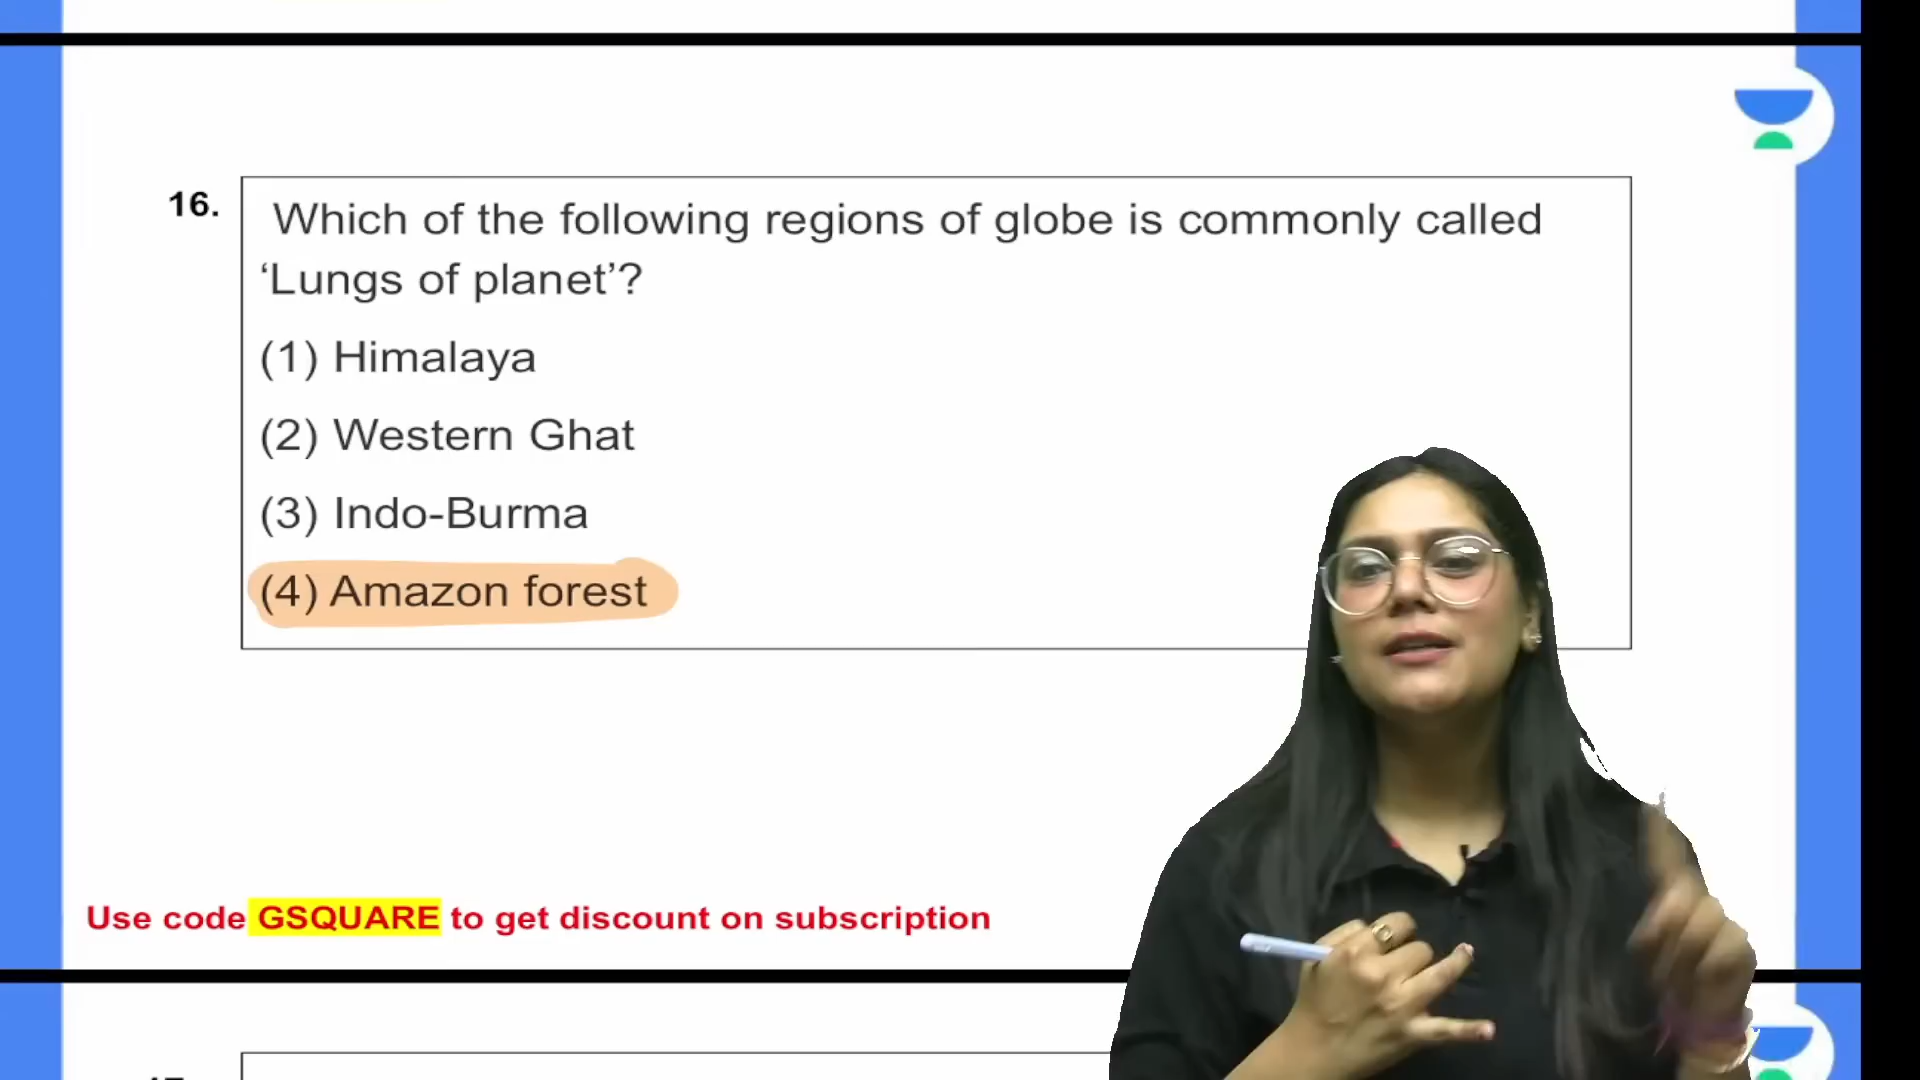 16.
Which of the following regions of globe is commonly called
‘Lungs of planet’?
(1) Himalaya
(2) Western Ghat
(3) Indo-Burma
(4) Amazon forest
Use code GSQUARE to get discount on subscription